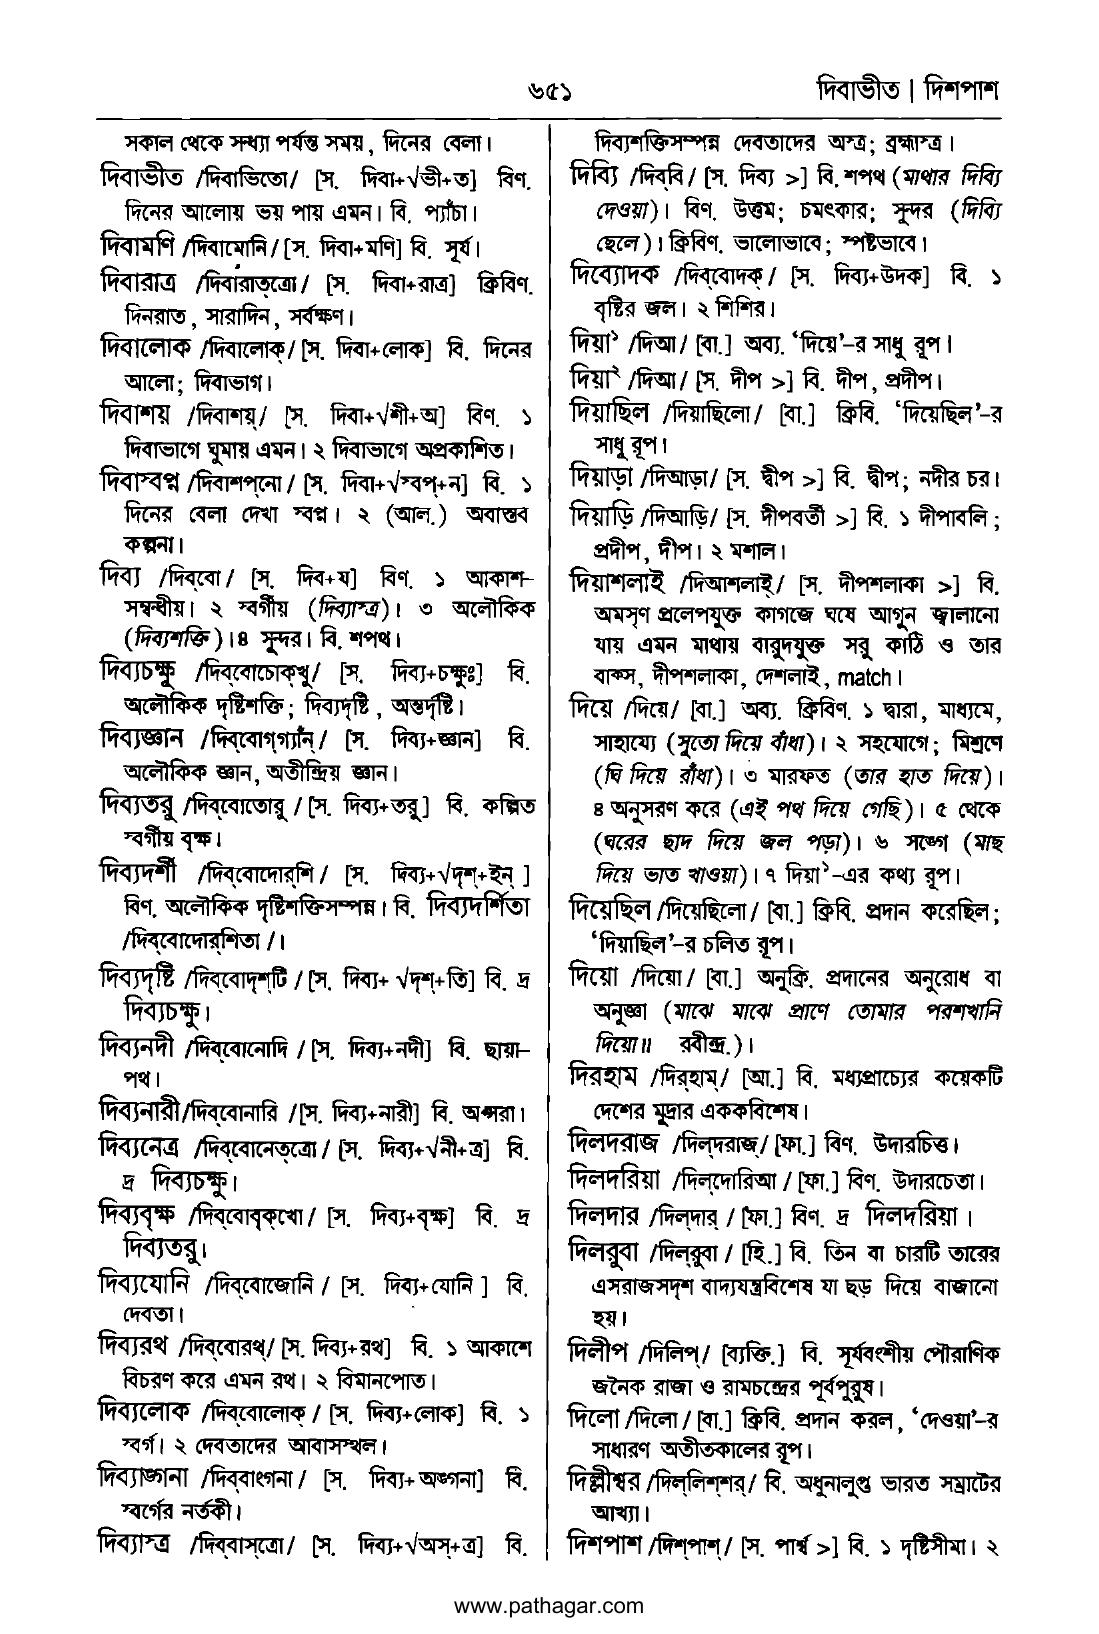 ৬৫১
দিবাভীত | দিশপাশ
সকাল থেকে সন্ধ্যা পর্যন্ত সময়, দিনের বেলা।
দিবাভীত /দিবাভিতো/ [স. দিবা+√ভী+ত] বিণ.
দিনের আলোয় ভয় পায় এমন। বি. প্যাঁচা।
দিবামণি /দিবামোনি/ [স. দিবা+মণি] বি. সূর্য।
দিবারাত্র /দিবারাত্‌ত্রো/ [স. দিবা+রাত্র] ক্রিবিণ.
দিনরাত, সারাদিন, সর্বক্ষণ।
দিবালোক /দিবালোক্/ [স. দিবা+লোক] বি. দিনের
আলো; দিবাভাগ।
দিবাশয় /দিবাশয়্/ [স. দিবা+√শী+অ] বিণ. ১
দিবাভাগে ঘুমায় এমন। ২ দিবাভাগে অপ্রকাশিত।
দিবাস্বপ্ন /দিবাশপ্‌নো/ [স. দিবা+√স্বপ্+ন] বি. ১
দিনের বেলা দেখা স্বপ্ন। ২ (আল.) অবাস্তব
কল্পনা।
দিব্য /দিব্‌বো/ [স. দিব+য] বিণ. ১ আকাশ-
সম্বন্ধীয়। ২ স্বর্গীয় (দিব্যাস্ত্র)। ৩ অলৌকিক
(দিব্যশক্তি)। ৪ সুন্দর। বি. শপথ।
দিব্যচক্ষু /দিব্‌বোচোক্‌খু/ [স. দিব্য+চক্ষুঃ] বি.
অলৌকিক দৃষ্টিশক্তি; দিব্যদৃষ্টি, অন্তর্দৃষ্টি।
দিব্যজ্ঞান /দিব্‌বোগ্‌গ্যাঁন্/ [স. দিব্য+জ্ঞান] বি.
অলৌকিক জ্ঞান, অতীন্দ্রিয় জ্ঞান।
দিব্যতরু /দিব্‌বোতোরু/ [স. দিব্য+তরু] বি. কল্পিত
স্বর্গীয় বৃক্ষ।
দিব্যদর্শী /দিব্‌বোদোর্‌শি/ [স. দিব্য+√দৃশ্+ইন্]
বিণ. অলৌকিক দৃষ্টিশক্তিসম্পন্ন। বি. দিব্যদর্শিতা
/দিব্‌বোদোর্‌শিতা/।
দিব্যদৃষ্টি /দিব্‌বোদৃশ্‌টি/ [স. দিব্য+ √দৃশ্+তি] বি. দ্র
দিব্যচক্ষু।
দিব্যনদী /দিব্‌বোনোদি/ [স. দিব্য+নদী] বি. ছায়া-
পথ।
দিব্যনারী /দিব্‌বোনারি/ [স. দিব্য+নারী] বি. অপ্সরা।
দিব্যনেত্র /দিব্‌বোনেত্‌ত্রো/ [স. দিব্য+√নী+ত্র] বি.
দ্র দিব্যচক্ষু।
দিব্যবৃক্ষ /দিব্‌বোবৃক্‌খো/ [স. দিব্য+বৃক্ষ] বি. দ্র
দিব্যতরু।
দিব্যযোনি /দিব্‌বোজোনি/ [স. দিব্য+যোনি] বি.
দেবতা।
দিব্যরথ /দিব্‌বোরথ্/ [স. দিব্য+রথ] বি. ১ আকাশে
বিচরণ করে এমন রথ। ২ বিমানপোত।
দিব্যলোক /দিব্‌বোলোক্/ [স. দিব্য+লোক] বি. ১
স্বর্গ। ২ দেবতাদের আবাসস্থল।
দিব্যাঙ্গনা /দিব্‌বাংগনা/ [স. দিব্য+অঙ্গনা] বি.
স্বর্গের নর্তকী।
দিব্যাস্ত্র /দিব্‌বাস্‌ত্রো/ [স. দিব্য+√অস্+ত্র] বি.
দিব্যশক্তিসম্পন্ন দেবতাদের অস্ত্র; ব্রহ্মাস্ত্র।
দিব্যি /দিব্‌বি/ [স. দিব্য >] বি. শপথ (মাথার দিব্যি
দেওয়া)। বিণ. উত্তম; চমৎকার; সুন্দর (দিব্যি
ছেলে)। ক্রিবিণ. ভালোভাবে; স্পষ্টভাবে।
দিব্যোদক /দিব্‌বোদক্/ [স. দিব্য+উদক] বি. ১
বৃষ্টির জল। ২ শিশির।
দিয়া১ /দিআ/ [বা.] অব্য. ‘দিয়ে’-র সাধু রূপ।
দিয়া২ /দিআ/ [স. দীপ >] বি. দীপ, প্রদীপ।
দিয়াছিল /দিয়াছিলো/ [বা.] ক্রিবি. ‘দিয়েছিল’-র
সাধু রূপ।
দিয়াড়া /দিআড়া/ [স. দ্বীপ >] বি. দ্বীপ; নদীর চর।
দিয়াড়ি /দিআড়ি/ [স. দীপবর্তী >] বি. ১ দীপাবলি;
প্রদীপ, দীপ। ২ মশাল।
দিয়াশলাই /দিআশলাই্/ [স. দীপশলাকা >] বি.
অমসৃণ প্রলেপযুক্ত কাগজে ঘষে আগুন জ্বালানো
যায় এমন মাথায় বারুদযুক্ত সরু কাঠি ও তার
বাক্স, দীপশলাকা, দেশলাই, match।
দিয়ে /দিয়ে/ [বা.] অব্য. ক্রিবিণ. ১ দ্বারা, মাধ্যমে,
সাহায্যে (সুতো দিয়ে বাঁধা)। ২ সহযোগে; মিশ্রণে
(ঘি দিয়ে রাঁধা)। ৩ মারফত (তার হাত দিয়ে)।
৪ অনুসরণ করে (এই পথ দিয়ে গেছি)। ৫ থেকে
(ঘরের ছাদ দিয়ে জল পড়া)। ৬ সঙ্গে (মাছ
দিয়ে ভাত খাওয়া)। ৭ দিয়া১-এর কথ্য রূপ।
দিয়েছিল /দিয়েছিলো/ [বা.] ক্রিবি. প্রদান করেছিল;
‘দিয়াছিল’-র চলিত রূপ।
দিয়ো /দিয়ো/ [বা.] অনুক্রি. প্রদানের অনুরোধ বা
অনুজ্ঞা (মাঝে মাঝে প্রাণে তোমার পরশখানি
দিয়ো॥ রবীন্দ্র.)।
দিরহাম /দির্‌হাম্/ [আ.] বি. মধ্যপ্রাচ্যের কয়েকটি
দেশের মুদ্রার এককবিশেষ।
দিলদরাজ /দিল্‌দরাজ্/ [ফা.] বিণ. উদারচিত্ত।
দিলদরিয়া /দিল্‌দোরিআ/ [ফা.] বিণ. উদারচেতা।
দিলদার /দিল্‌দার্/ [ফা.] বিণ. দ্র দিলদরিয়া।
দিলরুবা /দিল্‌রুবা/ [হি.] বি. তিন বা চারটি তারের
এসরাজসদৃশ বাদ্যযন্ত্রবিশেষ যা ছড় দিয়ে বাজানো
হয়।
দিলীপ /দিলিপ্/ [ব্যক্তি.] বি. সূর্যবংশীয় পৌরাণিক
জনৈক রাজা ও রামচন্দ্রের পূর্বপুরুষ।
দিলো /দিলো/ [বা.] ক্রিবি. প্রদান করল, ‘দেওয়া’-র
সাধারণ অতীতকালের রূপ।
দিল্লীশ্বর /দিল্‌লিশ্‌শর্/ বি. অধুনালুপ্ত ভারত সম্রাটের
আখ্যা।
দিশপাশ /দিশ্‌পাশ্/ [স. পার্শ্ব >] বি. ১ দৃষ্টিসীমা। ২
www.pathagar.com